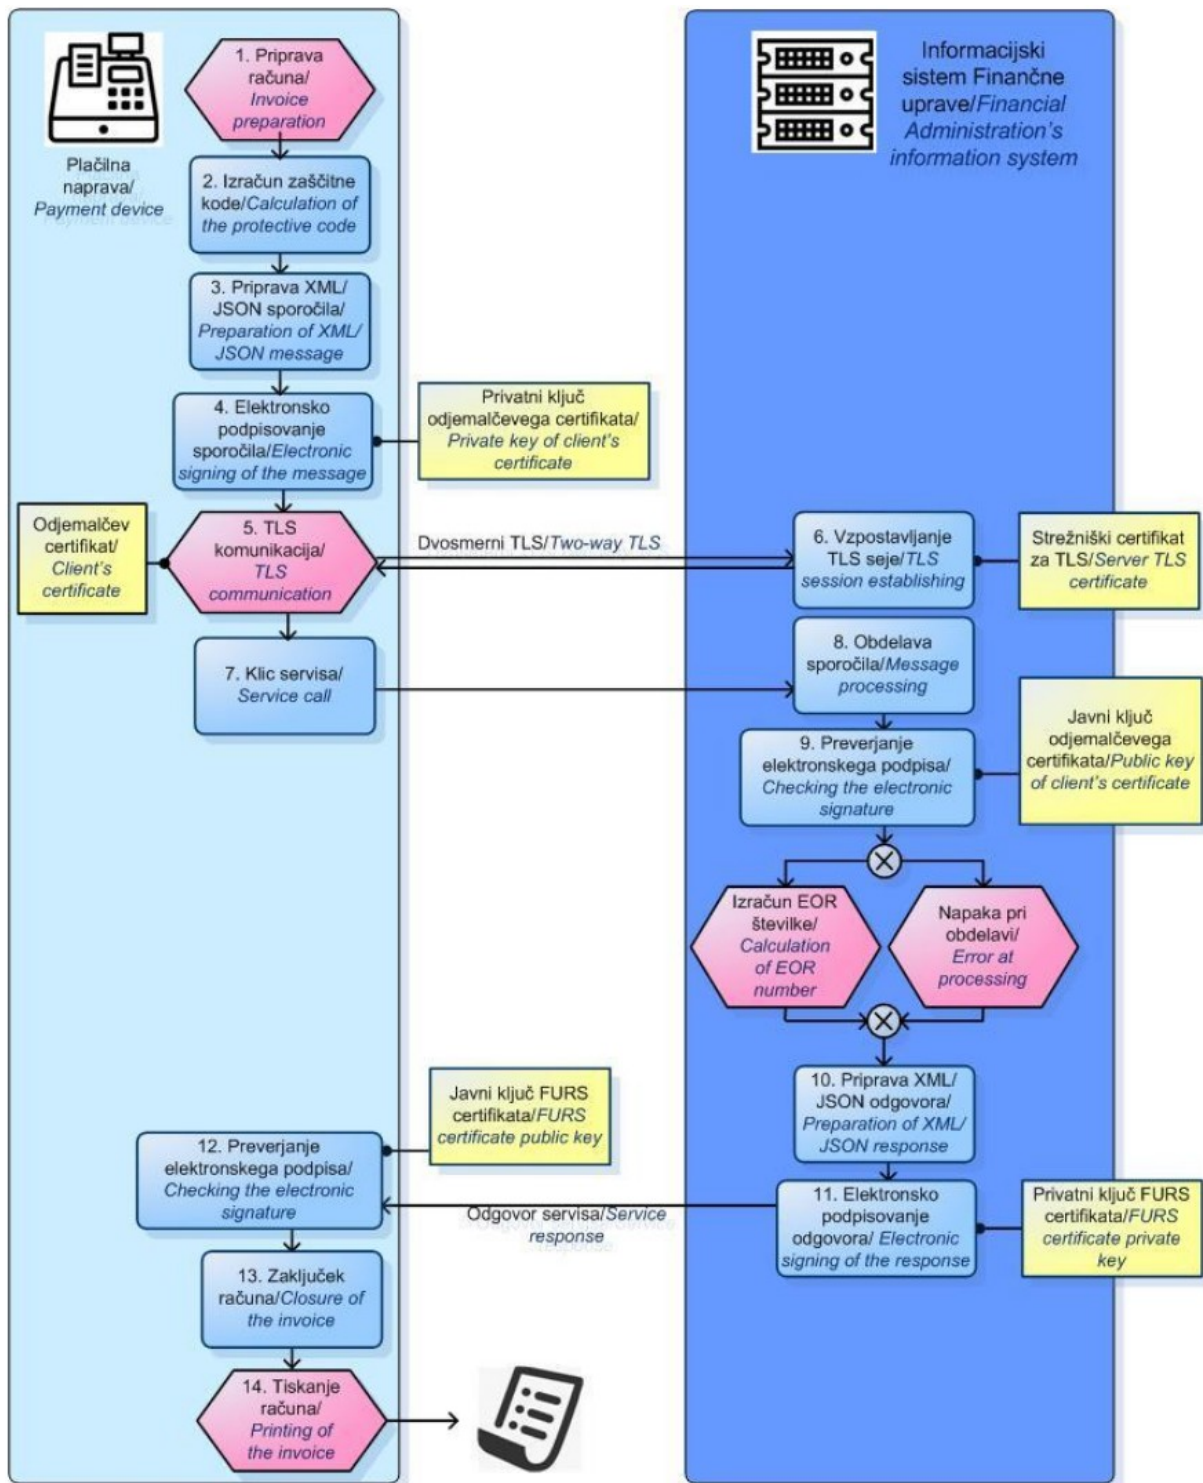 Plačilna
naprava/
Payment device
1. Priprava
računa/
Invoice
preparation
2. Izračun zaščitne
kode/Calculation of
the protective code
3. Priprava XML/
JSON sporočila/
Preparation of XML/
JSON message
4. Elektronsko
podpisovanje
sporočila/Electronic
signing of the message
Privatni ključ
odjemalčevega certifikata/
Private key of client's
certificate
Odjemalčev
certifikat/
Client's
certificate
5. TLS
komunikacija/
TLS
communication
Dvosmerni TLS/Two-way TLS
7. Klic servisa/
Service call
Informacijski
sistem Finančne
uprave/Financial
Administration's
information system
6. Vzpostavljanje
TLS seje/TLS
session establishing
Strežniški certifikat
za TLS/Server TLS
certificate
8. Obdelava
sporočila/Message
processing
9. Preverjanje
elektronskega podpisa/
Checking the electronic
signature
Javni ključ
odjemalčevega
certifikata/Public key
of client's certificate
Izračun EOR
številke/
Calculation
of EOR
number
Napaka pri
obdelavi/
Error at
processing
10. Priprava XML/
JSON odgovora/
Preparation of XML/
JSON response
11. Elektronsko
podpisovanje
odgovora/ Electronic
signing of the response
Privatni ključ FURS
certifikata/FURS
certificate private
key
Odgovor servisa/Service
response
Javni ključ FURS
certifikata/FURS
certificate public key
12. Preverjanje
elektronskega podpisa/
Checking the electronic
signature
13. Zaključek
računa/Closure of
the invoice
14. Tiskanje
računa/
Printing of
the invoice